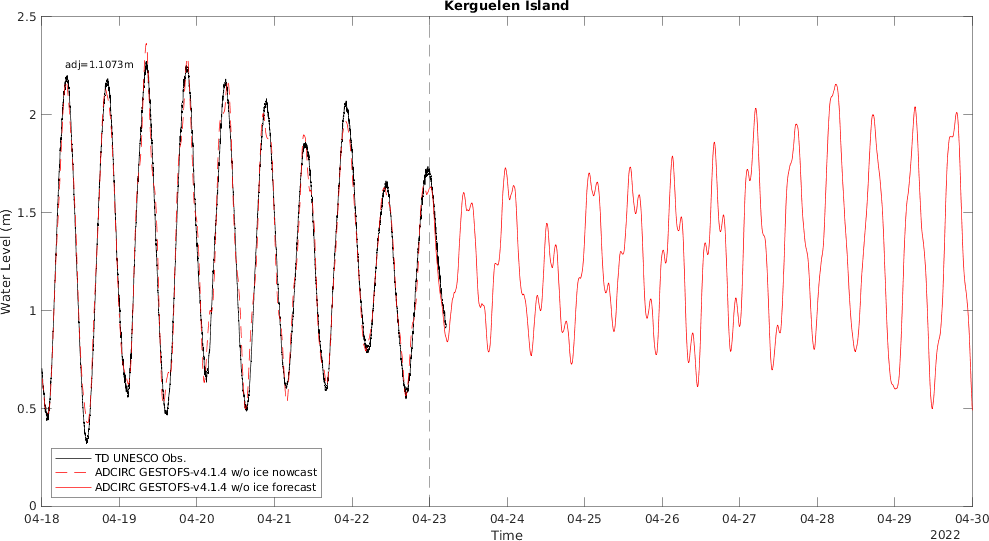 Kerguelen Island
2.5
adj=1.1073m
2
1.5
Water Level (m)
1
0.5
0
TD UNESCO Obs.
ADCIRC GESTOFS-v4.1.4 w/o ice nowcast
ADCIRC GESTOFS-v4.1.4 w/o ice forecast
04-18 04-19 04-20 04-21 04-22 04-23 04-24 04-25 04-26 04-27 04-28 04-29 04-30
Time
2022